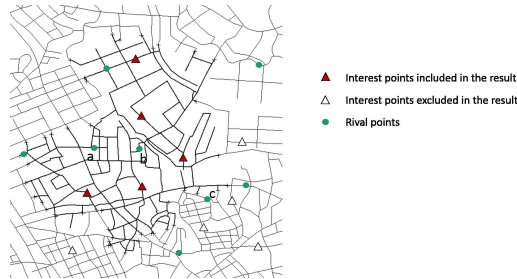 Interest points included in the result
Interest points excluded in the result
Rival points
a
b
c